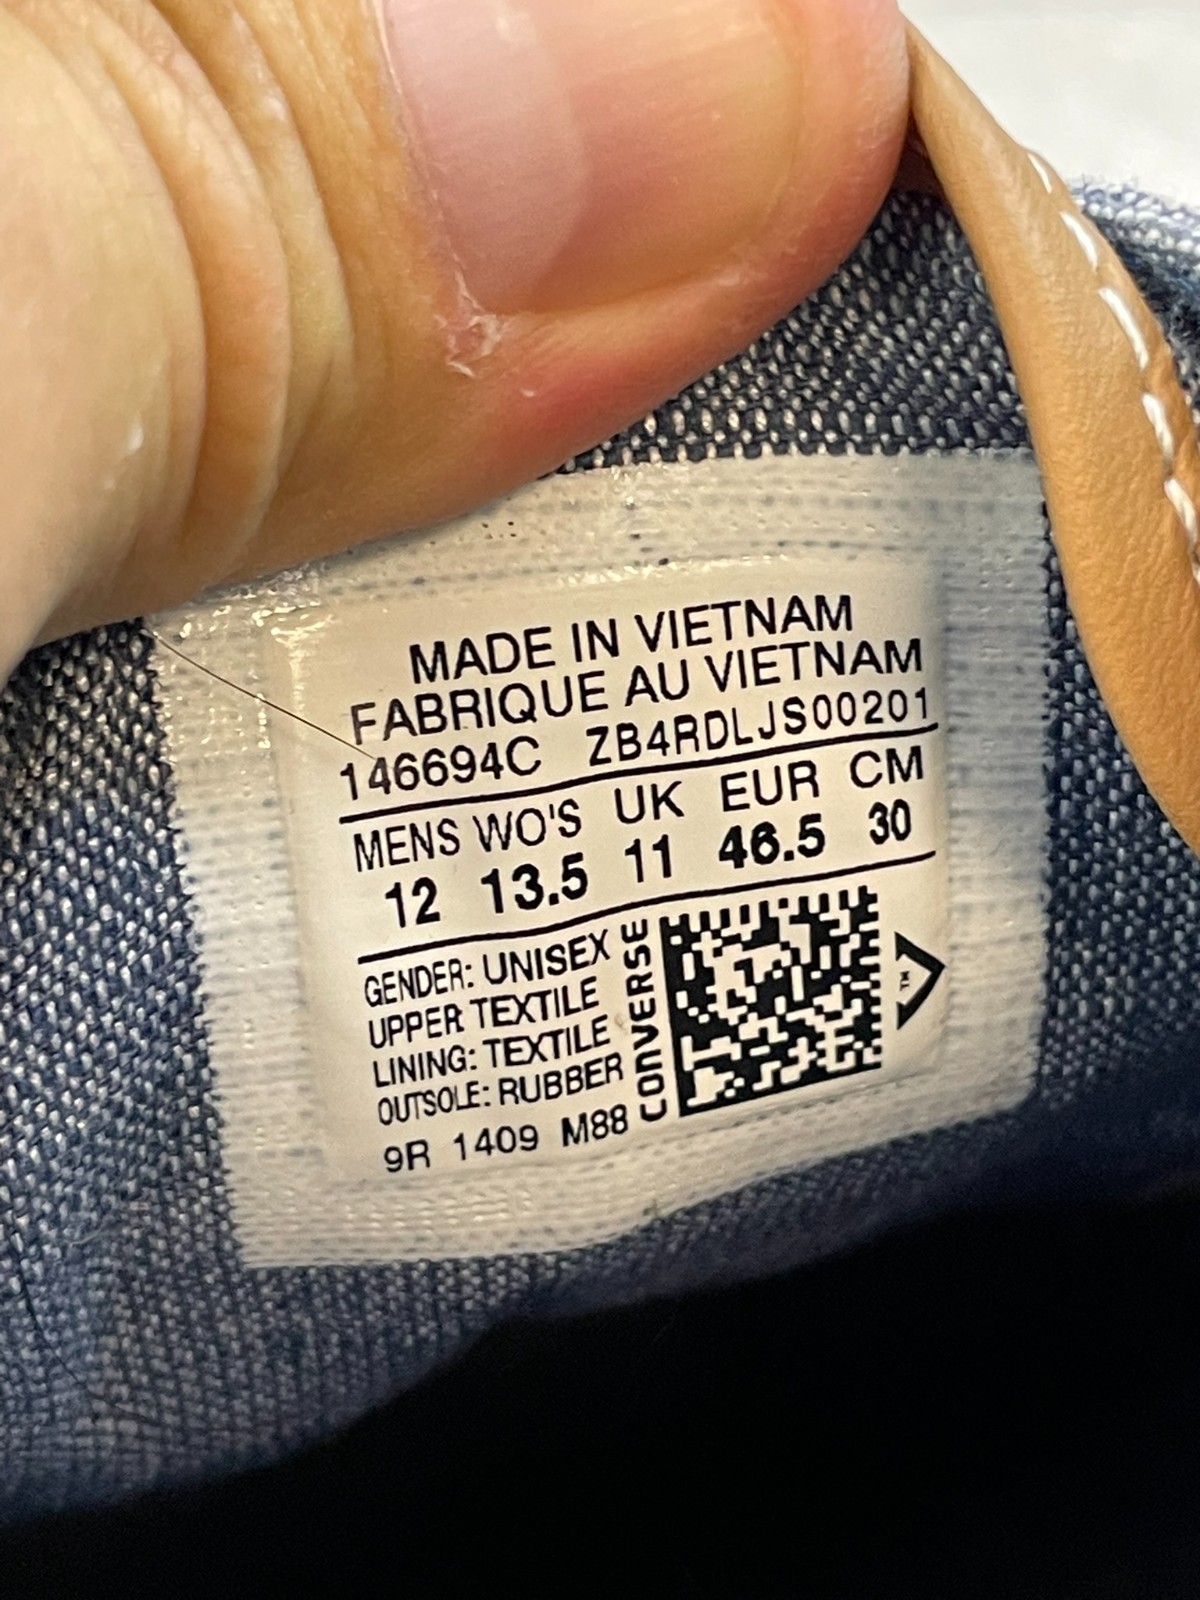 MADE IN VIETNAM
FABRIQUE AU VIETNAM
146694C ZB4RDLJS00201
MENS WO'S UK EUR CM
12 13.5 11 46.5 30
GENDER: UNISEX
UPPER TEXTILE
LINING: TEXTILE
OUTSOLE: RUBBER
9R 1409 M88
CONVERSE
TM